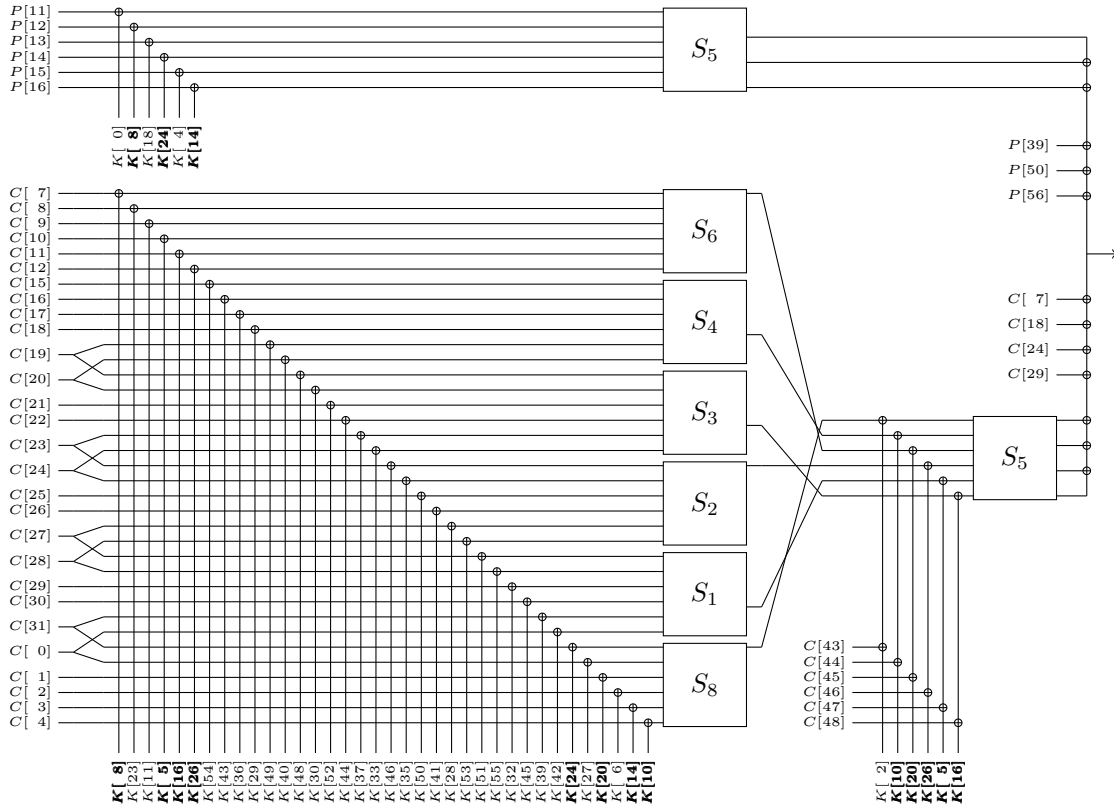 P[11]
P[12]
P[13]
P[14]
P[15]
P[16]
S5
K[ 0]
K[ 8]
K[18]
K[24]
K[ 4]
K[14]
P[39]
P[50]
P[56]
C[ 7]
C[ 8]
C[ 9]
C[10]
C[11]
C[12]
C[15]
C[16]
C[17]
C[18]
C[19]
C[20]
C[21]
C[22]
C[23]
C[24]
C[25]
C[26]
C[27]
C[28]
C[29]
C[30]
C[31]
C[ 0]
C[ 1]
C[ 2]
C[ 3]
C[ 4]
S6
S4
S3
S2
S1
S8
C[ 7]
C[18]
C[24]
C[29]
S5
C[43]
C[44]
C[45]
C[46]
C[47]
C[48]
K[ 8]
K[23]
K[11]
K[ 5]
K[16]
K[26]
K[54]
K[43]
K[36]
K[29]
K[49]
K[40]
K[48]
K[30]
K[52]
K[44]
K[37]
K[33]
K[46]
K[35]
K[50]
K[41]
K[28]
K[53]
K[51]
K[55]
K[32]
K[45]
K[39]
K[42]
K[24]
K[27]
K[20]
K[ 6]
K[14]
K[10]
K[ 2]
K[10]
K[20]
K[26]
K[ 5]
K[16]